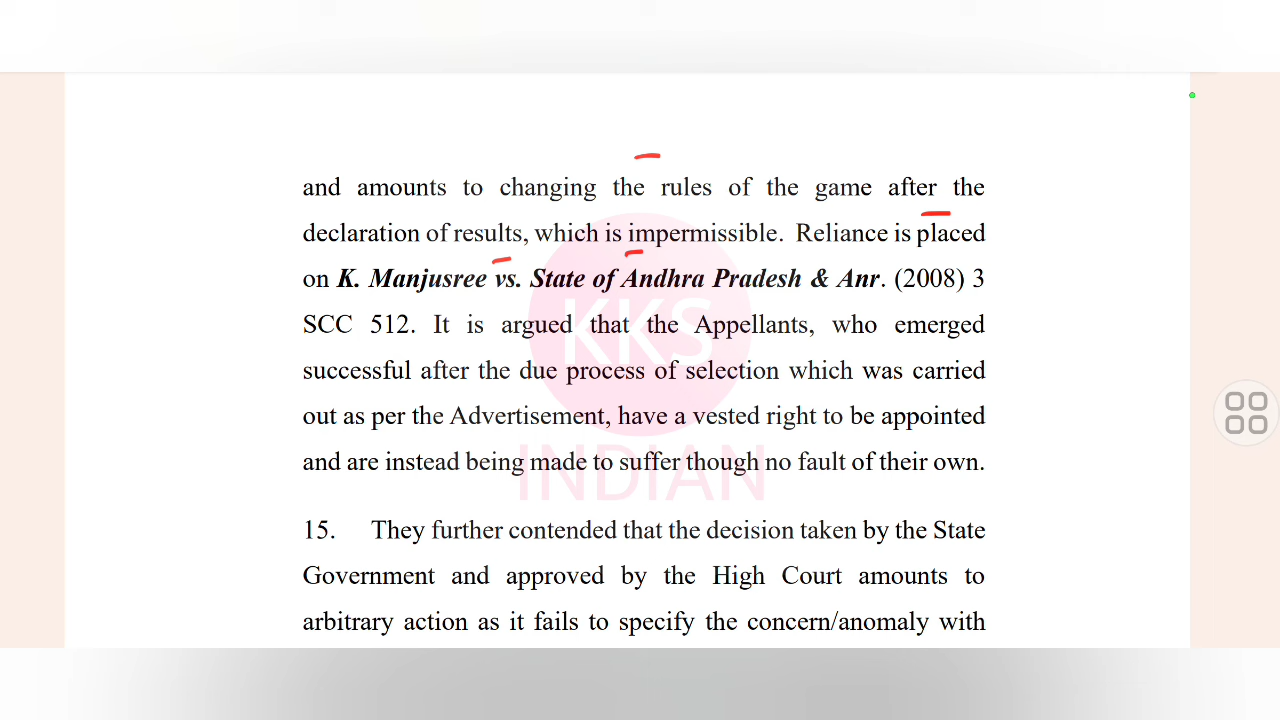 and amounts to changing the rules of the game after the
declaration of results, which is impermissible. Reliance is placed
on K. Manjusree vs. State of Andhra Pradesh & Anr. (2008) 3
SCC 512. It is argued that the Appellants, who emerged
successful after the due process of selection which was carried
out as per the Advertisement, have a vested right to be appointed
and are instead being made to suffer though no fault of their own.
15. They further contended that the decision taken by the State
Government and approved by the High Court amounts to
arbitrary action as it fails to specify the concern/anomaly with
KKS
INDIAN